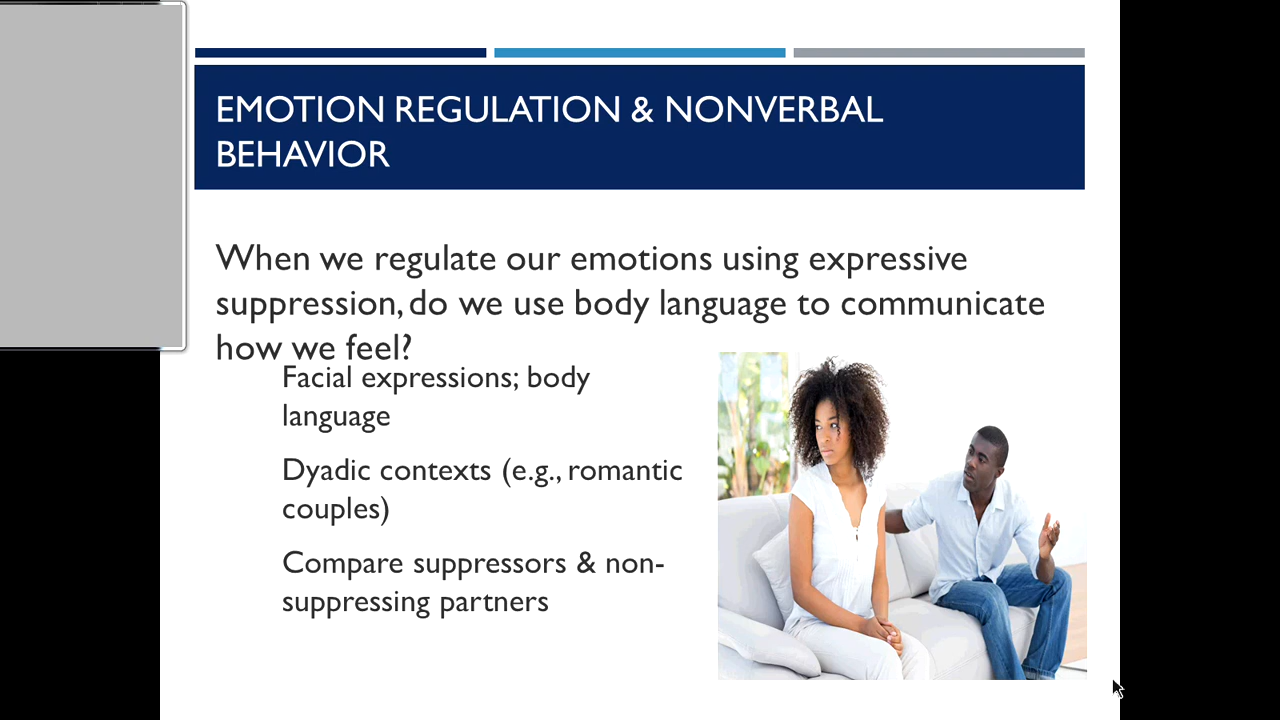 EMOTION REGULATION & NONVERBAL
BEHAVIOR
When we regulate our emotions using expressive
suppression, do we use body language to communicate
how we feel?
Facial expressions; body
language
Dyadic contexts (e.g., romantic
couples)
Compare suppressors & non-
suppressing partners